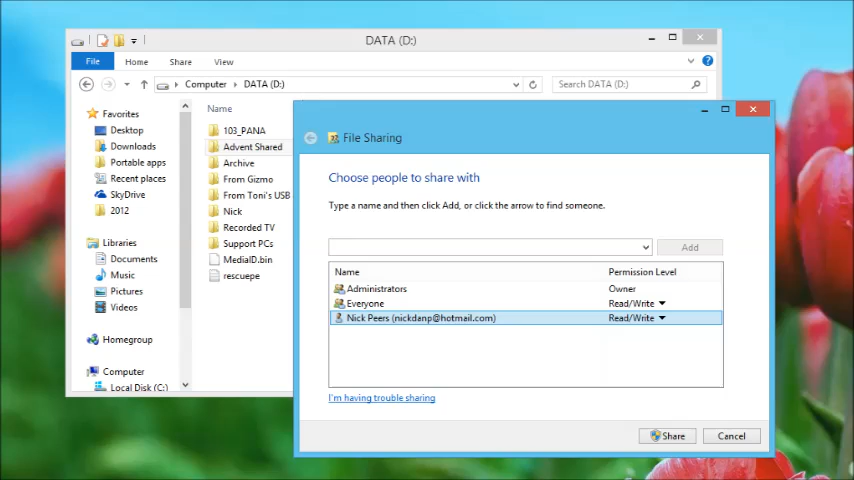 DATA (D:)
File Home Share View
Computer DATA (D:) Search DATA (D:)
Favorites
Desktop
Downloads
Portable apps
Recent places
SkyDrive
2012
Libraries
Documents
Music
Pictures
Videos
Homegroup
Computer
Local Disk (C:)
Name
103_PANA
Advent Shared
Archive
From Gizmo
From Toni's USB
Nick
Recorded TV
Support PCs
MediaID.bin
rescuepe
File Sharing
Choose people to share with
Type a name and then click Add, or click the arrow to find someone.
Add
Name Permission Level
Administrators Owner
Everyone Read/Write
Nick Peers (nickdanp@hotmail.com) Read/Write
I'm having trouble sharing
Share Cancel